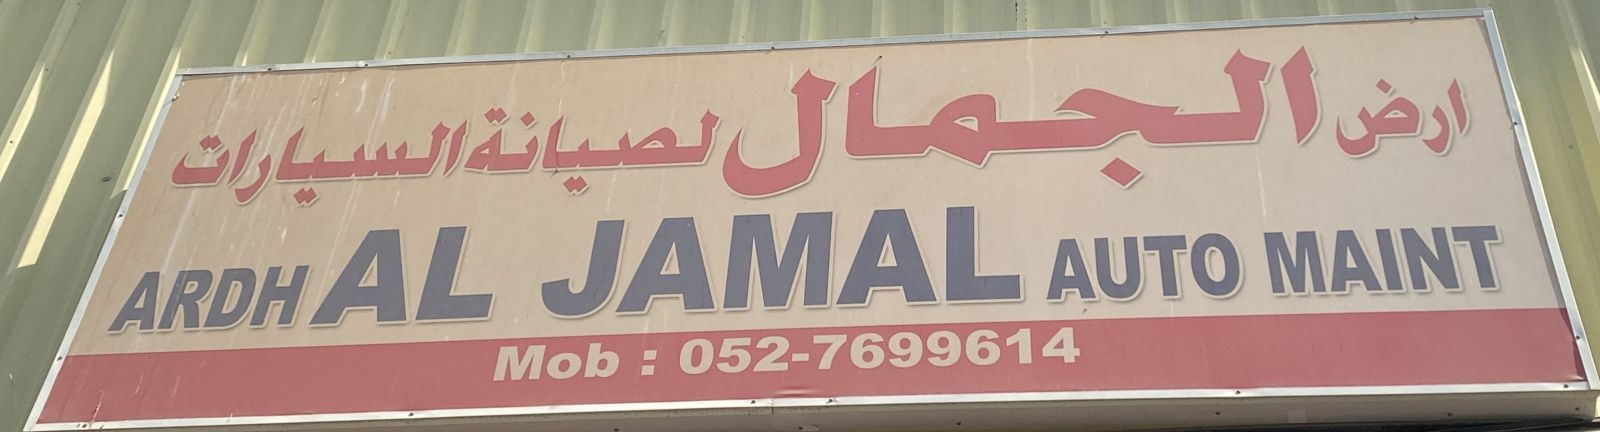 ارض الجمال لصيانة السيارات
ARDH AL JAMAL AUTO MAINT
Mob : 052-7699614